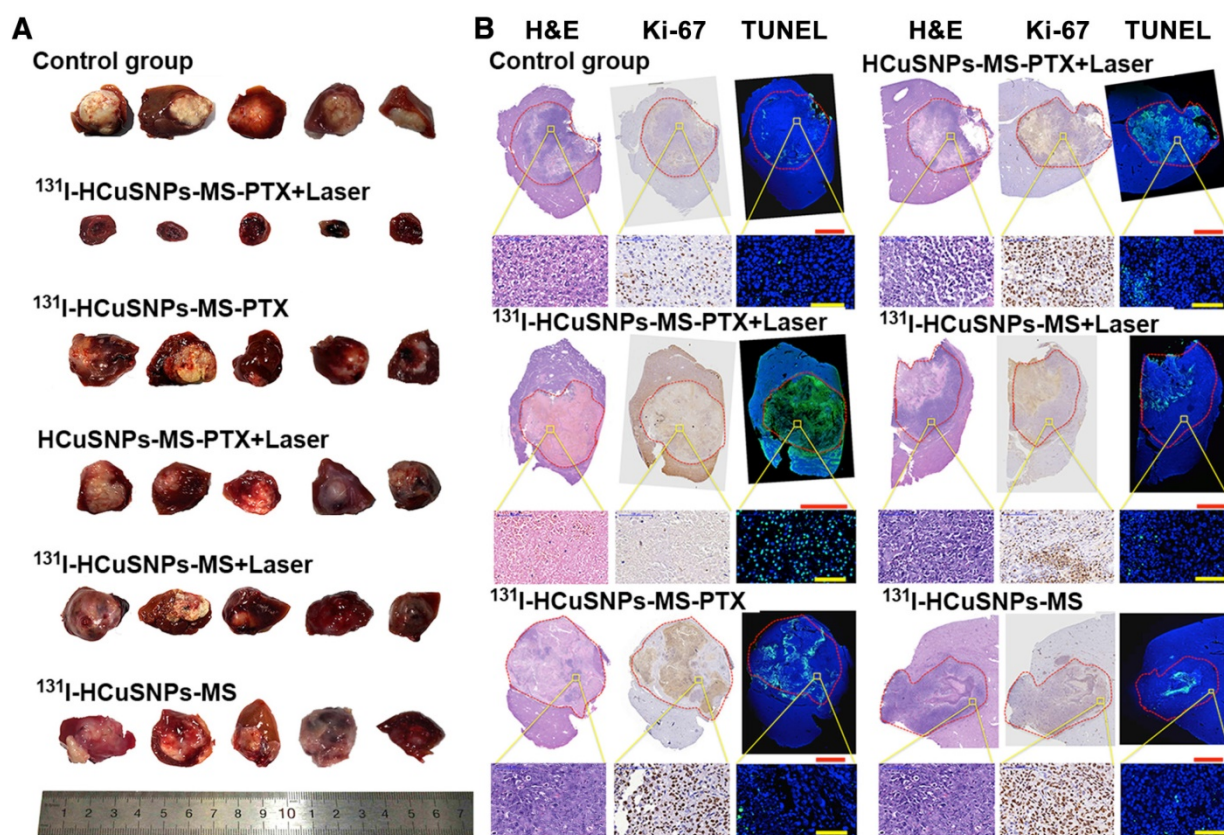 A
Control group
¹³¹I-HCuSNPs-MS-PTX+Laser
¹³¹I-HCuSNPs-MS-PTX
HCuSNPs-MS-PTX+Laser
¹³¹I-HCuSNPs-MS+Laser
¹³¹I-HCuSNPs-MS
1 2 3 4 5 6 7 8 9 10 1 2 3 4 5 6 7
B
H&E Ki-67 TUNEL H&E Ki-67 TUNEL
Control group
HCuSNPs-MS-PTX+Laser
¹³¹I-HCuSNPs-MS-PTX+Laser
¹³¹I-HCuSNPs-MS+Laser
¹³¹I-HCuSNPs-MS-PTX
¹³¹I-HCuSNPs-MS